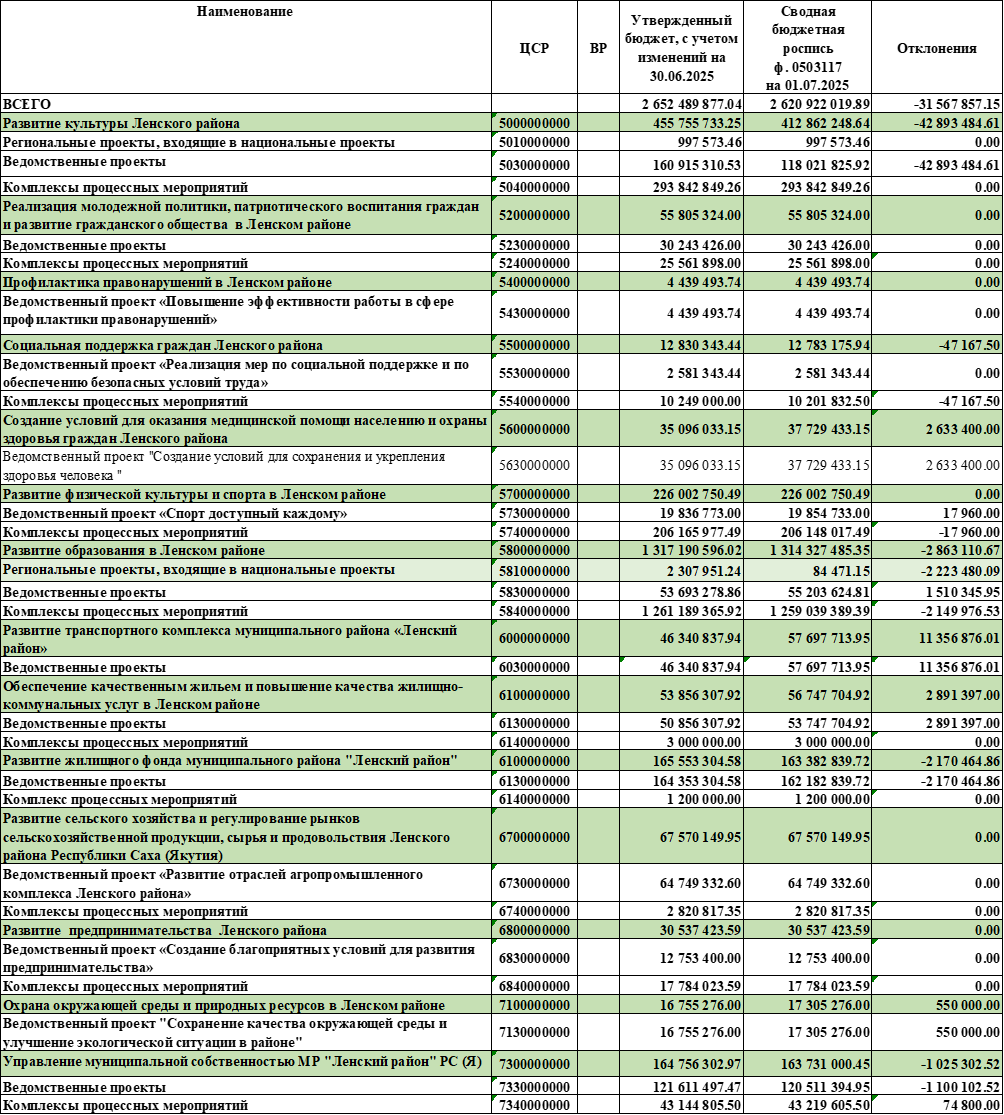 Наименование
ЦСР
ВР
Утвержденный
бюджет, с учетом
изменений на
30.06.2025
Сводная
бюджетная
роспись
ф. 0503117
на 01.07.2025
Отклонения
ВСЕГО 2 652 489 877.04 2 620 922 019.89 -31 567 857.15
Развитие культуры Ленского района 5000000000 455 755 733.25 412 862 248.64 -42 893 484.61
Региональные проекты, входящие в национальные проекты 5010000000 997 573.46 997 573.46 0.00
Ведомственные проекты 5030000000 160 915 310.53 118 021 825.92 -42 893 484.61
Комплексы процессных мероприятий 5040000000 293 842 849.26 293 842 849.26 0.00
Реализация молодежной политики, патриотического воспитания граждан
и развитие гражданского общества в Ленском районе 5200000000 55 805 324.00 55 805 324.00 0.00
Ведомственные проекты 5230000000 30 243 426.00 30 243 426.00 0.00
Комплексы процессных мероприятий 5240000000 25 561 898.00 25 561 898.00 0.00
Профилактика правонарушений в Ленском районе 5400000000 4 439 493.74 4 439 493.74 0.00
Ведомственный проект «Повышение эффективности работы в сфере
профилактики правонарушений» 5430000000 4 439 493.74 4 439 493.74 0.00
Социальная поддержка граждан Ленского района 5500000000 12 830 343.44 12 783 175.94 -47 167.50
Ведомственный проект «Реализация мер по социальной поддержке и по
обеспечению безопасных условий труда» 5530000000 2 581 343.44 2 581 343.44 0.00
Комплексы процессных мероприятий 5540000000 10 249 000.00 10 201 832.50 -47 167.50
Создание условий для оказания медицинской помощи населению и охраны
здоровья граждан Ленского района 5600000000 35 096 033.15 37 729 433.15 2 633 400.00
Ведомственный проект "Создание условий для сохранения и укрепления
здоровья человека " 5630000000 35 096 033.15 37 729 433.15 2 633 400.00
Развитие физической культуры и спорта в Ленском районе 5700000000 226 002 750.49 226 002 750.49 0.00
Ведомственный проект «Спорт доступный каждому» 5730000000 19 836 773.00 19 854 733.00 17 960.00
Комплексы процессных мероприятий 5740000000 206 165 977.49 206 148 017.49 -17 960.00
Развитие образования в Ленском районе 5800000000 1 317 190 596.02 1 314 327 485.35 -2 863 110.67
Региональные проекты, входящие в национальные проекты 5810000000 2 307 951.24 84 471.15 -2 223 480.09
Ведомственные проекты 5830000000 53 693 278.86 55 203 624.81 1 510 345.95
Комплексы процессных мероприятий 5840000000 1 261 189 365.92 1 259 039 389.39 -2 149 976.53
Развитие транспортного комплекса муниципального района «Ленский
район» 6000000000 46 340 837.94 57 697 713.95 11 356 876.01
Ведомственные проекты 6030000000 46 340 837.94 57 697 713.95 11 356 876.01
Обеспечение качественным жильем и повышение качества жилищно-
коммунальных услуг в Ленском районе 6100000000 53 856 307.92 56 747 704.92 2 891 397.00
Ведомственные проекты 6130000000 50 856 307.92 53 747 704.92 2 891 397.00
Комплексы процессных мероприятий 6140000000 3 000 000.00 3 000 000.00 0.00
Развитие жилищного фонда муниципального района "Ленский район" 6100000000 165 553 304.58 163 382 839.72 -2 170 464.86
Ведомственные проекты 6130000000 164 353 304.58 162 182 839.72 -2 170 464.86
Комплекс процессных мероприятий 6140000000 1 200 000.00 1 200 000.00 0.00
Развитие сельского хозяйства и регулирование рынков
сельскохозяйственной продукции, сырья и продовольствия Ленского
района Республики Саха (Якутия) 6700000000 67 570 149.95 67 570 149.95 0.00
Ведомственный проект «Развитие отраслей агропромышленного
комплекса Ленского района» 6730000000 64 749 332.60 64 749 332.60 0.00
Комплексы процессных мероприятий 6740000000 2 820 817.35 2 820 817.35 0.00
Развитие предпринимательства Ленского района 6800000000 30 537 423.59 30 537 423.59 0.00
Ведомственный проект «Создание благоприятных условий для развития
предпринимательства» 6830000000 12 753 400.00 12 753 400.00 0.00
Комплексы процессных мероприятий 6840000000 17 784 023.59 17 784 023.59 0.00
Охрана окружающей среды и природных ресурсов в Ленском районе 7100000000 16 755 276.00 17 305 276.00 550 000.00
Ведомственный проект "Сохранение качества окружающей среды и
улучшение экологической ситуации в районе" 7130000000 16 755 276.00 17 305 276.00 550 000.00
Управление муниципальной собственностью МР "Ленский район" РС (Я) 7300000000 164 756 302.97 163 731 000.45 -1 025 302.52
Ведомственные проекты 7330000000 121 611 497.47 120 511 394.95 -1 100 102.52
Комплексы процессных мероприятий 7340000000 43 144 805.50 43 219 605.50 74 800.00